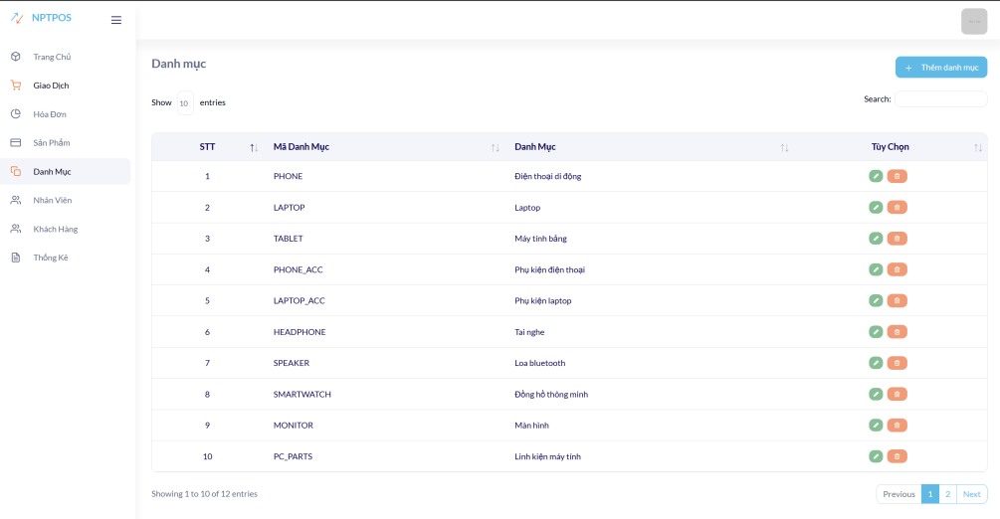 NPTPOS
Trang Chủ
Giao Dịch
Hóa Đơn
Sản Phẩm
Danh Mục
Nhân Viên
Khách Hàng
Thống Kê
Danh mục
+ Thêm danh mục
Show 10 entries
Search:
STT Mã Danh Mục Danh Mục Tùy Chọn
1 PHONE Điện thoại di động
2 LAPTOP Laptop
3 TABLET Máy tính bảng
4 PHONE_ACC Phụ kiện điện thoại
5 LAPTOP_ACC Phụ kiện laptop
6 HEADPHONE Tai nghe
7 SPEAKER Loa bluetooth
8 SMARTWATCH Đồng hồ thông minh
9 MONITOR Màn hình
10 PC_PARTS Linh kiện máy tính
Showing 1 to 10 of 12 entries
Previous 1 2 Next